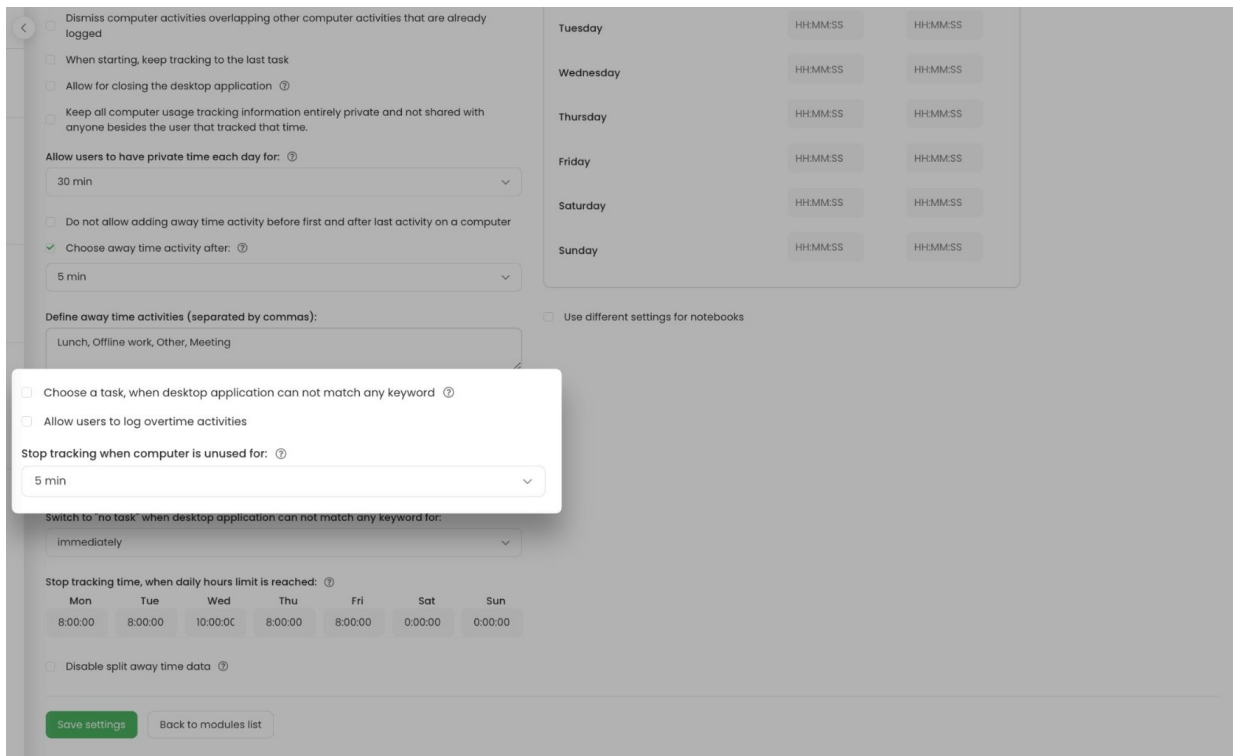 Dismiss computer activities overlapping other computer activities that are already
logged
When starting, keep tracking to the last task
Allow for closing the desktop application
Keep all computer usage tracking information entirely private and not shared with
anyone besides the user that tracked that time.
Allow users to have private time each day for:
30 min
Do not allow adding away time activity before first and after last activity on a computer
Choose away time activity after:
5 min
Define away time activities (separated by commas):
Lunch, Offline work, Other, Meeting
Choose a task, when desktop application can not match any keyword
Allow users to log overtime activities
Stop tracking when computer is unused for:
5 min
Switch to "no task" when desktop application can not match any keyword for:
immediately
Stop tracking time, when daily hours limit is reached:
Mon Tue Wed Thu Fri Sat Sun
8:00:00 8:00:00 10:00:0 8:00:00 8:00:00 0:00:00 0:00:00
Disable split away time data
Save settings Back to modules list
Tuesday HH:MM:SS HH:MM:SS
Wednesday HH:MM:SS HH:MM:SS
Thursday HH:MM:SS HH:MM:SS
Friday HH:MM:SS HH:MM:SS
Saturday HH:MM:SS HH:MM:SS
Sunday HH:MM:SS HH:MM:SS
Use different settings for notebooks